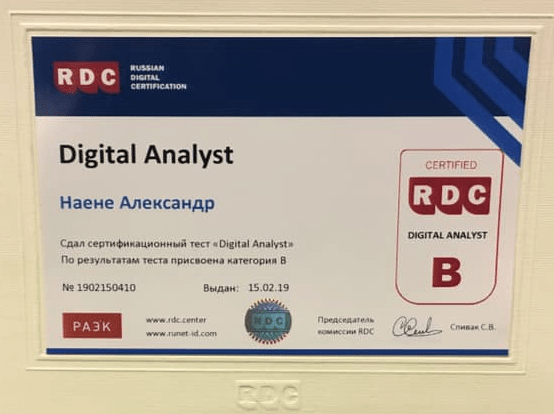 RDC
RUSSIAN
DIGITAL
CERTIFICATION
Digital Analyst
Наене Александр
Сдал сертификационный тест «Digital Analyst»
По результатам теста присвоена категория B
№ 1902150410 Выдан: 15.02.19
CERTIFIED
RDC
DIGITAL ANALYST
B
РАЭК
www.rdc.center
www.runet-id.com
RDC
Председатель
комиссии RDC
Спивак С.В.
RDC